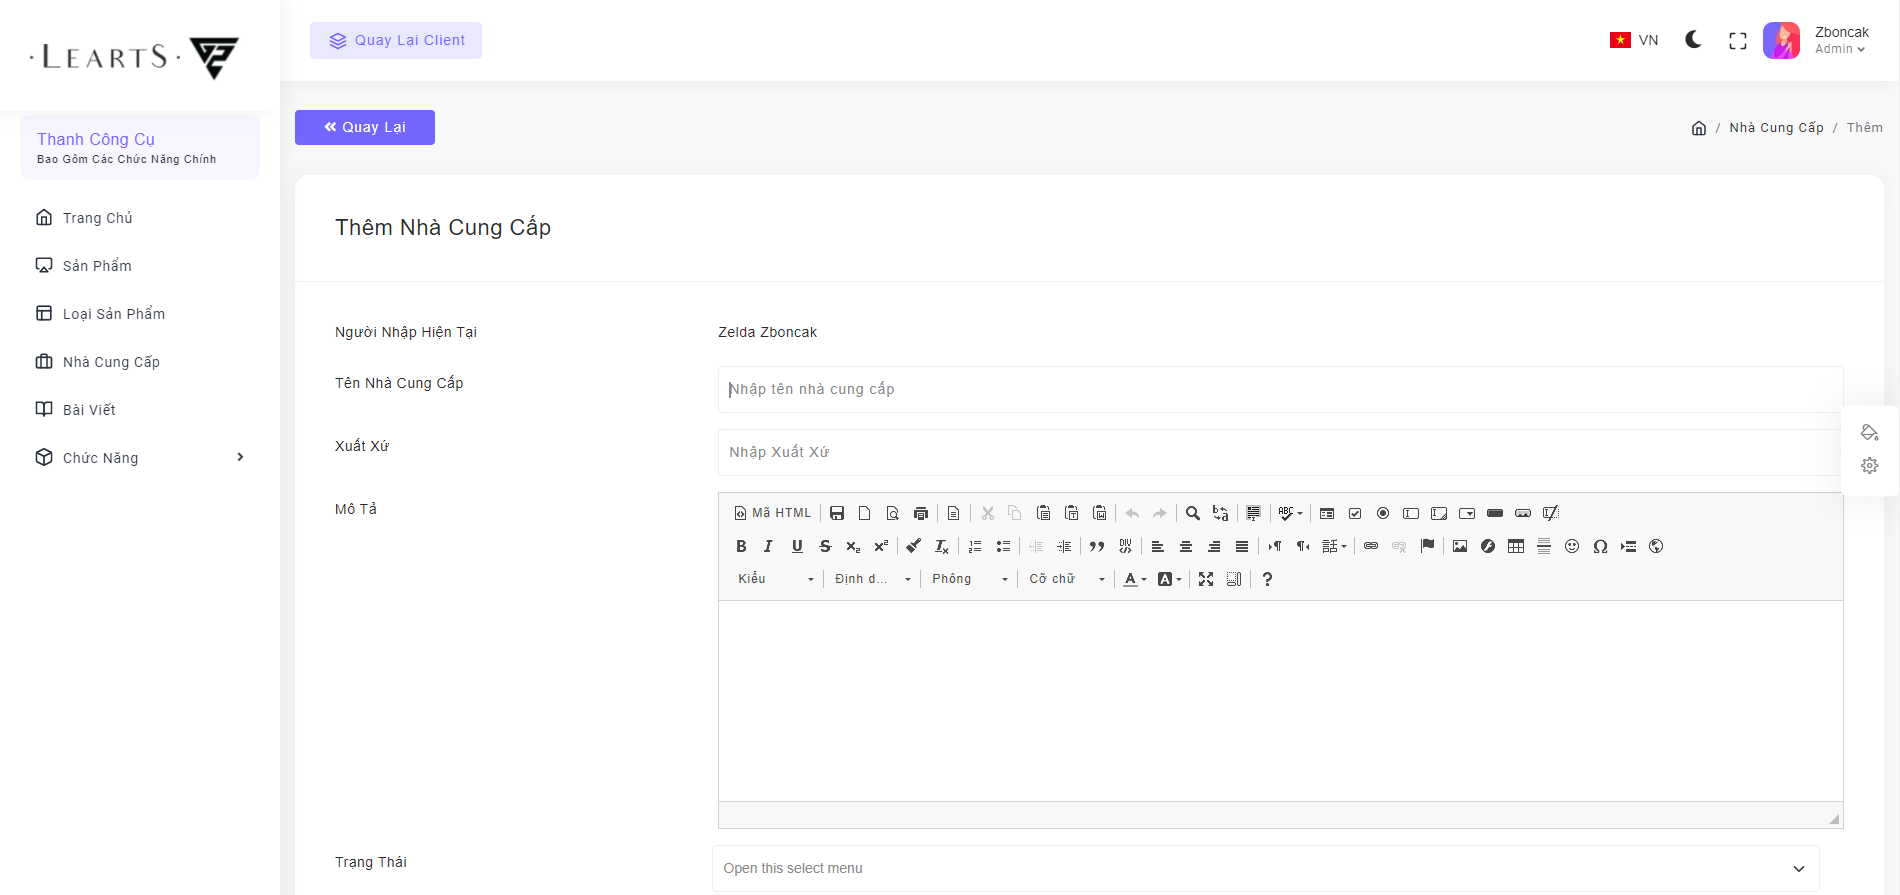 · LEARTS ·
Quay Lại Client
VN
Zboncak
Admin
Thanh Công Cụ
Bao Gồm Các Chức Năng Chính
Trang Chủ
Sản Phẩm
Loại Sản Phẩm
Nhà Cung Cấp
Bài Viết
Chức Năng
Quay Lại
/ Nhà Cung Cấp / Thêm
Thêm Nhà Cung Cấp
Người Nhập Hiện Tại
Zelda Zboncak
Tên Nhà Cung Cấp
Nhập tên nhà cung cấp
Xuất Xứ
Nhập Xuất Xứ
Mô Tả
Mã HTML
Kiểu
Định d...
Phông
Cỡ chữ
Trạng Thái
Open this select menu